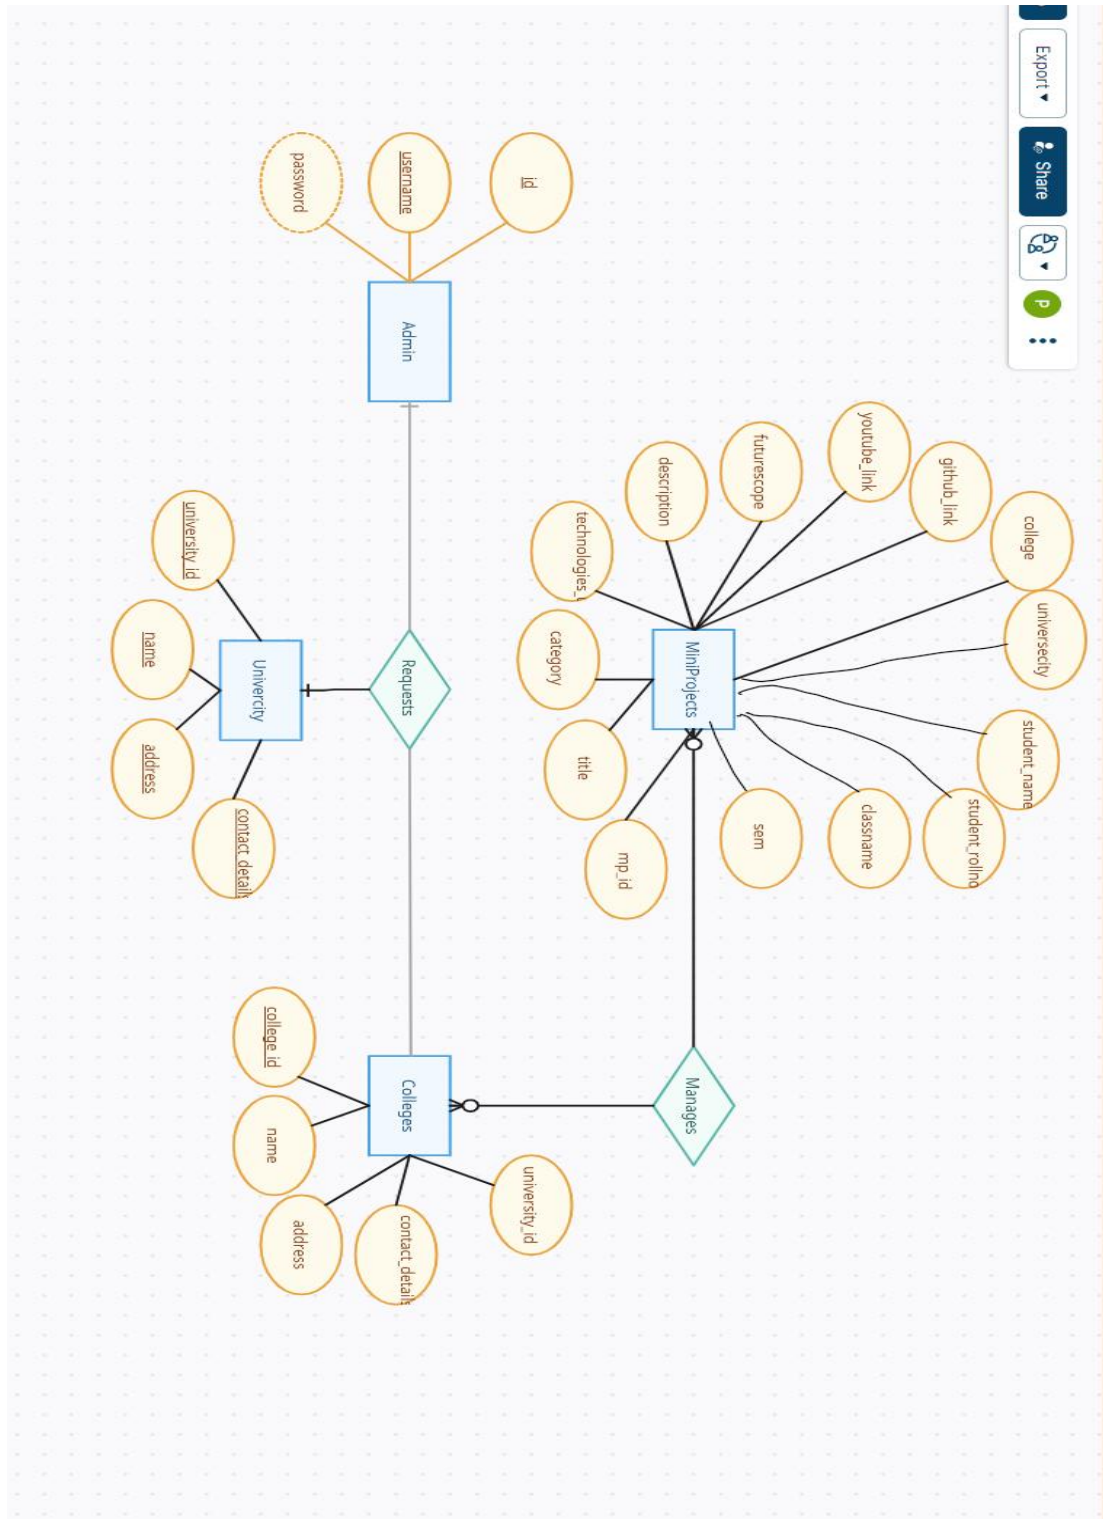 Export ▾
Share
P
college
universecity
student_name
github_link
student_rollno
youtube_link
classname
futurescope
sem
description
MiniProjects
Manages
mp_id
technologies_
title
category
id
university_id
username
Admin
Requests
Colleges
contact_details
password
address
name
college_id
Univercity
contact_details
university_id
name
address